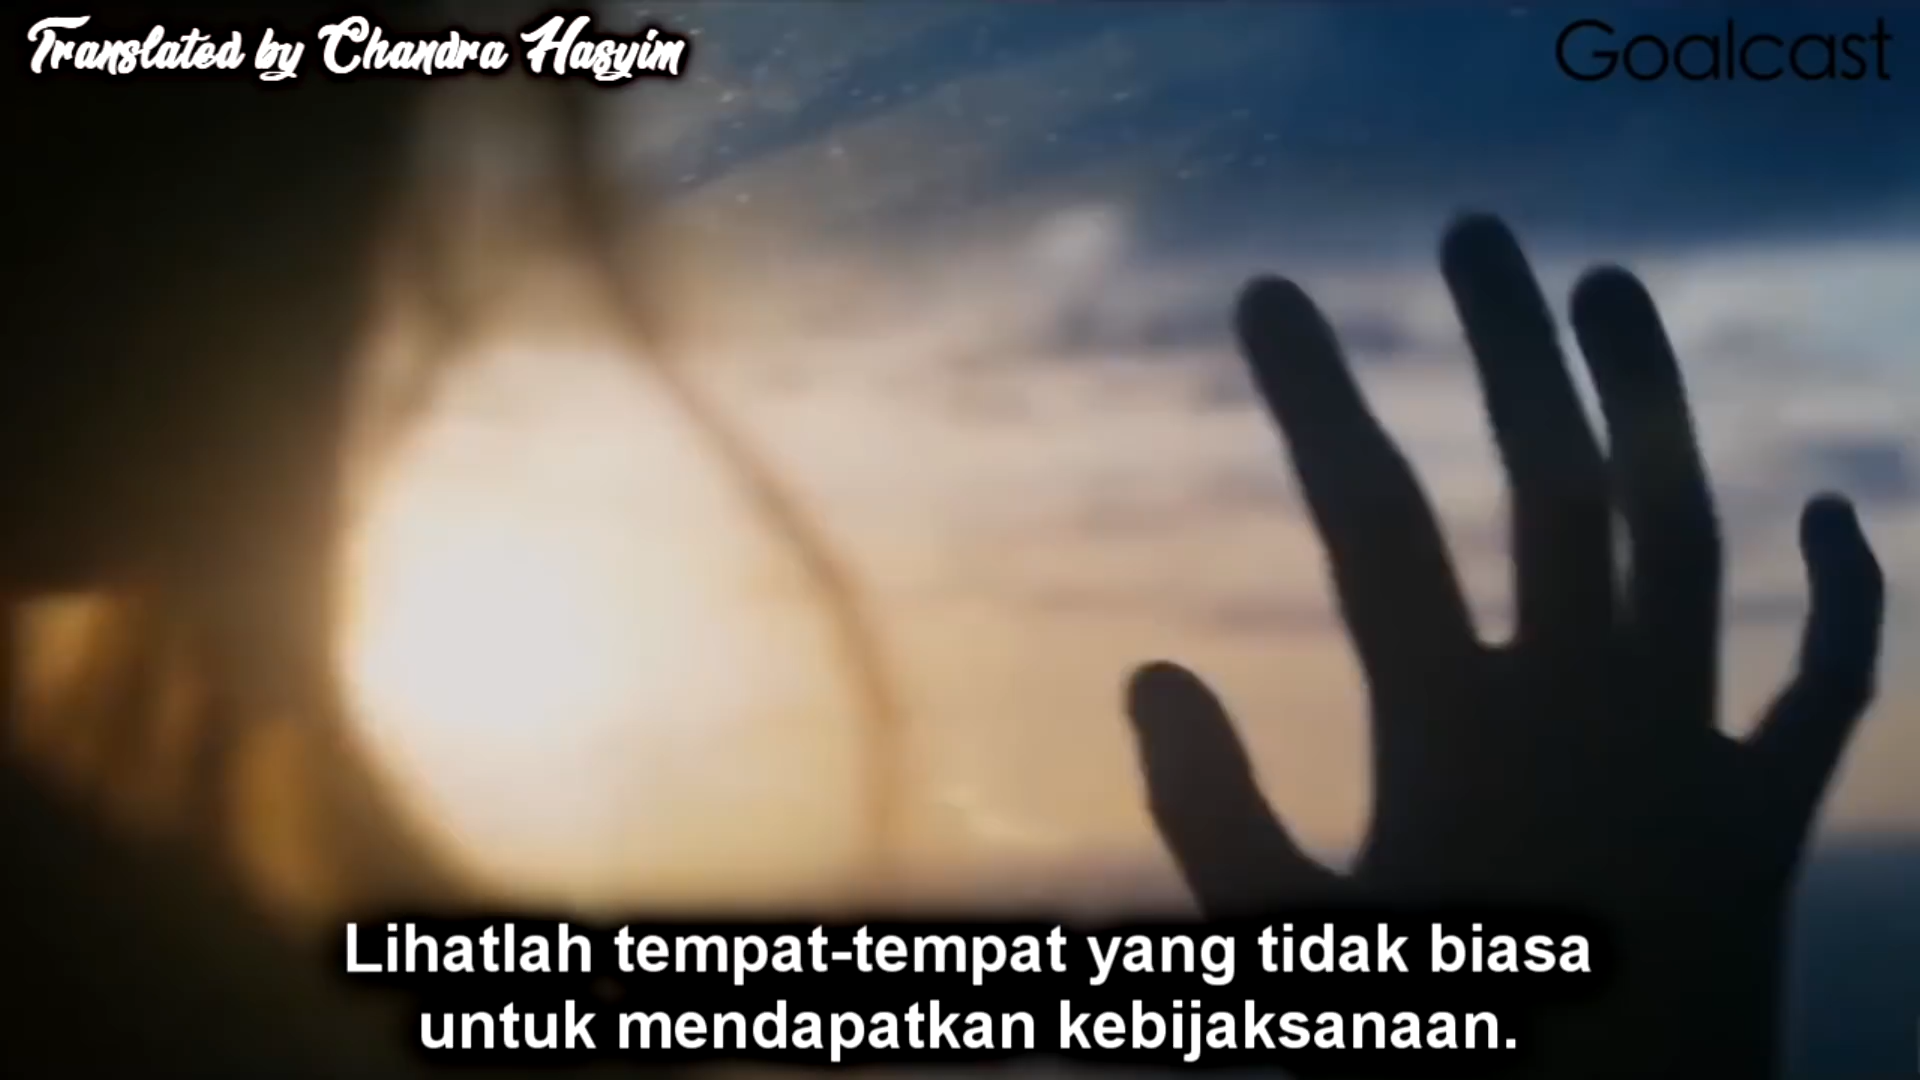 Translated by Chandra Hasyim
Goalcast
Lihatlah tempat-tempat yang tidak biasa
untuk mendapatkan kebijaksanaan.